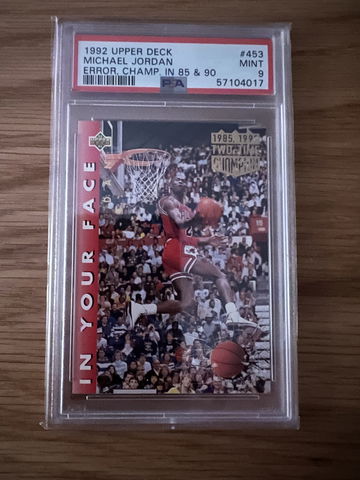 1992 UPPER DECK #453
MICHAEL JORDAN MINT
ERROR, CHAMP. IN 85 & 90 9
PSA 57104017
1985, 1990
TWO-TIME
CHAMPION
IN YOUR FACE